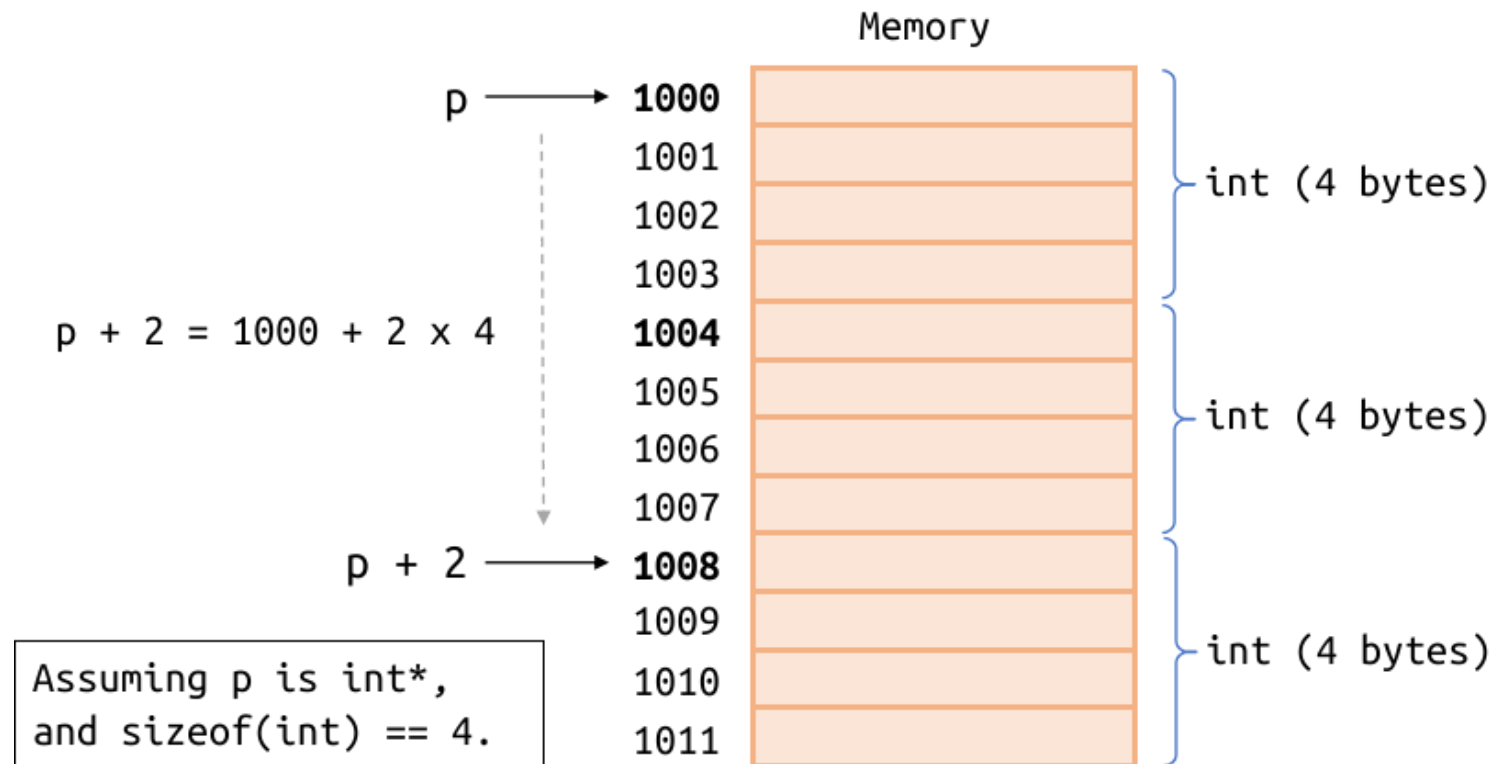 Memory
p
1000
1001
1002
int (4 bytes)
1003
p + 2 = 1000 + 2 x 4
1004
1005
int (4 bytes)
1006
1007
p + 2
1008
1009
int (4 bytes)
1010
1011
Assuming p is int*,
and sizeof(int) == 4.